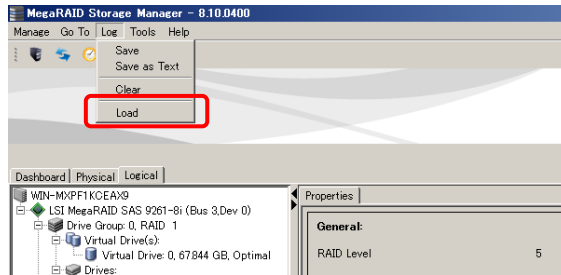 MegaRAID Storage Manager - 8.10.0400
Manage Go To Log Tools Help
Save
Save as Text
Clear
Load
Dashboard Physical Logical
WIN-MXPF1KCEAX9
LSI MegaRAID SAS 9261-8i (Bus 3,Dev 0)
Drive Group: 0, RAID 1
Virtual Drive(s):
Virtual Drive: 0, 67.844 GB, Optimal
Drives:
Properties
General:
RAID Level 5